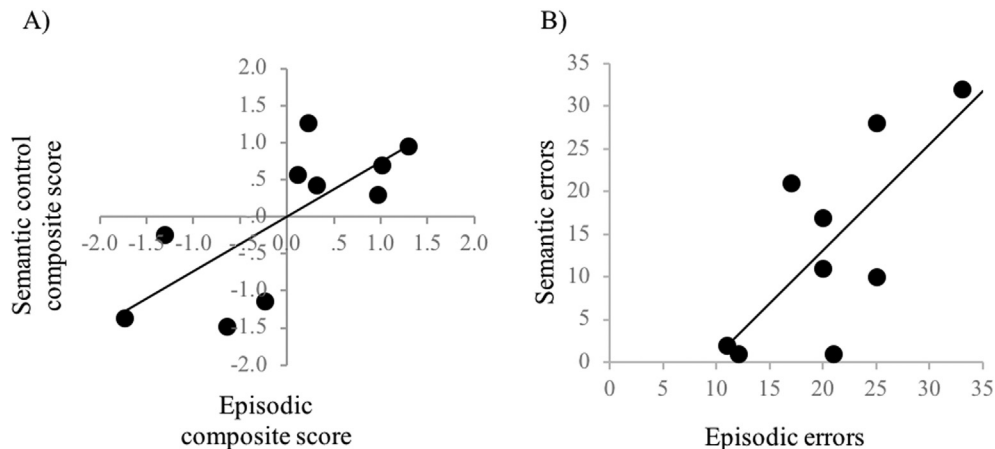 A)
2.0
1.5
1.0
.5
.0
-2.0 -1.5 -1.0 -.5 0.0 .5 1.0 1.5 2.0
-.5
-1.0
-1.5
-2.0
Semantic control
composite score
Episodic
composite score
B)
35
30
25
20
15
10
5
0
0 5 10 15 20 25 30 35
Semantic errors
Episodic errors